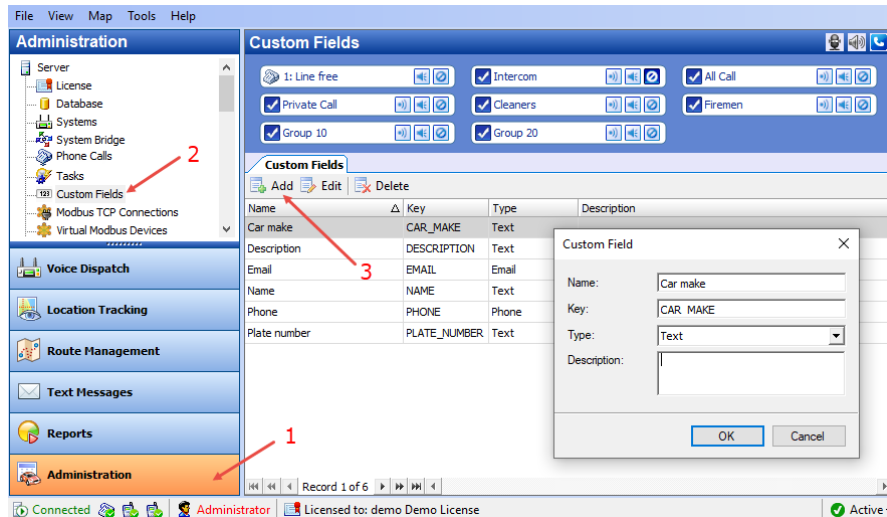 File View Map Tools Help
Administration
Custom Fields
Server
License
Database
Systems
System Bridge
Phone Calls
Tasks
123 Custom Fields
Modbus TCP Connections
Virtual Modbus Devices
2
1: Line free
Intercom
All Call
Private Call
Cleaners
Firemen
Group 10
Group 20
Custom Fields
Add Edit Delete
Name Key Type Description
Car make CAR_MAKE Text
Description DESCRIPTION Text
Email EMAIL Email
Name NAME Text
Phone PHONE Phone
Plate number PLATE_NUMBER Text
3
Custom Field
Name: Car make
Key: CAR MAKE
Type: Text
Description:
OK Cancel
Voice Dispatch
Location Tracking
Route Management
Text Messages
Reports
Administration
1
Record 1 of 6
Connected Administrator Licensed to: demo Demo License Active